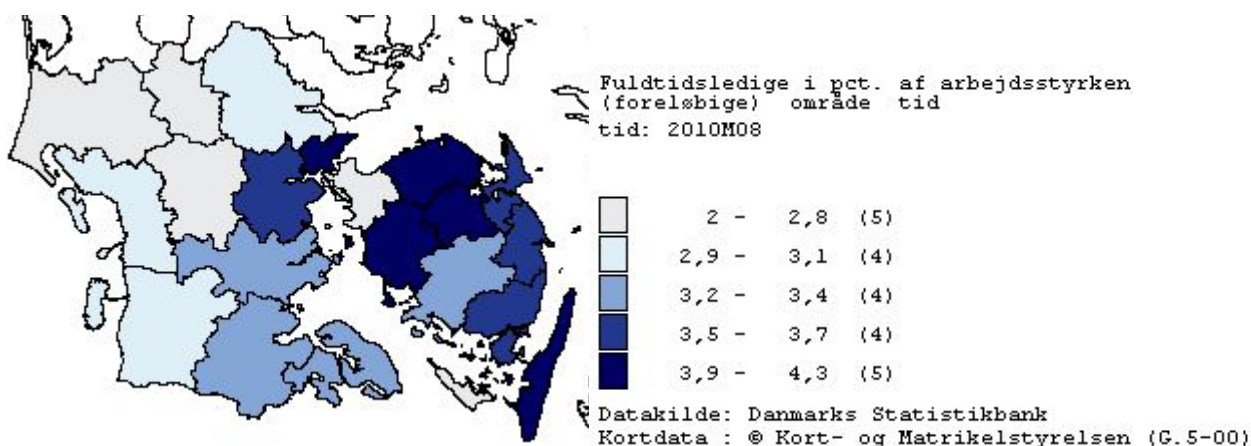 Fuldtidsledige i pct. af arbejdsstyrken
(foreløbige) område tid
tid: 2010M08
2 - 2,8 (5)
2,9 - 3,1 (4)
3,2 - 3,4 (4)
3,5 - 3,7 (4)
3,9 - 4,3 (5)
Datakilde: Danmarks Statistikbank
Kortdata : © Kort- og Matrikelstyrelsen (G.5-00)